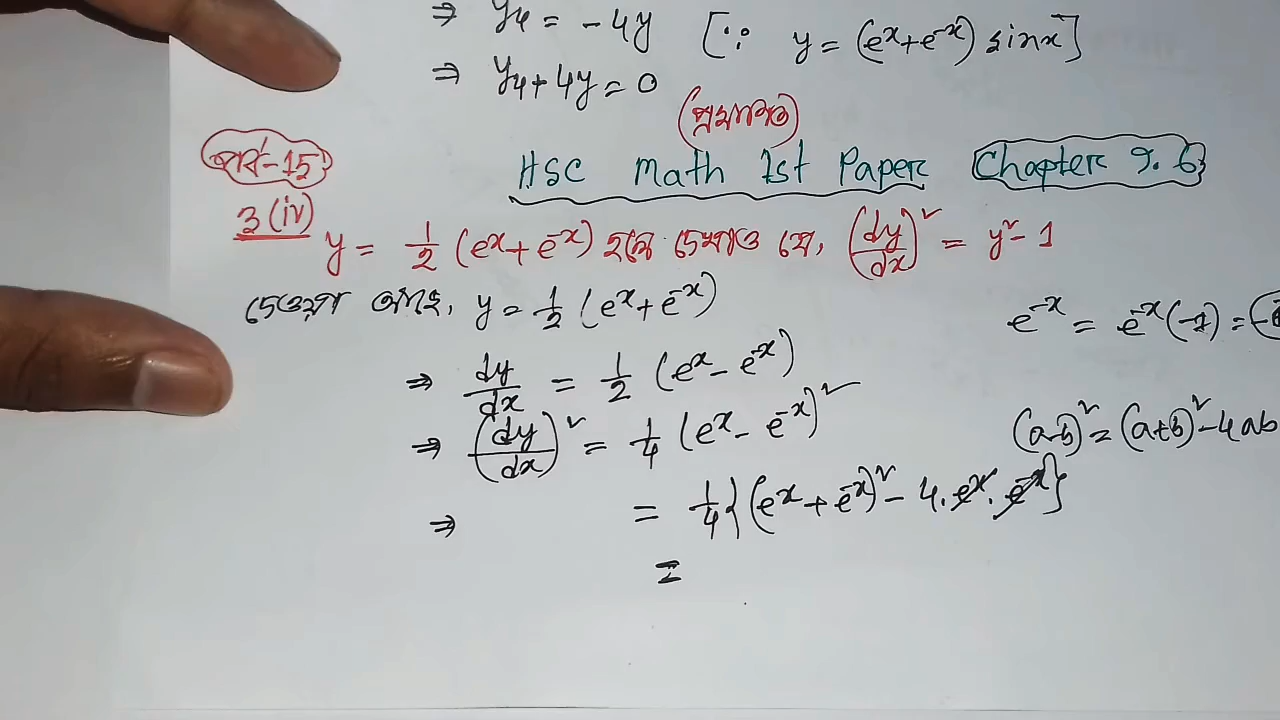 ⇒ y₄ = -4y [∵ y = (eˣ+e⁻ˣ) sinx]
⇒ y₄+4y=0
(প্রমাণিত)
পর্ব-15
HSC Math 1st Paper Chapter 9.6
3(iv)
y = 1/2 (eˣ+e⁻ˣ) হলে দেখাও যে, (dy/dx)² = y²-1
দেওয়া আছে, y = 1/2 (eˣ+e⁻ˣ)
e⁻ˣ = e⁻ˣ(-1) =
⇒ dy/dx = 1/2 (eˣ-e⁻ˣ)
⇒ (dy/dx)² = 1/4 (eˣ-e⁻ˣ)²
(a-b)² = (a+b)²-4ab
⇒ = 1/4{(eˣ+e⁻ˣ)²-4.eˣ.e⁻ˣ}
=